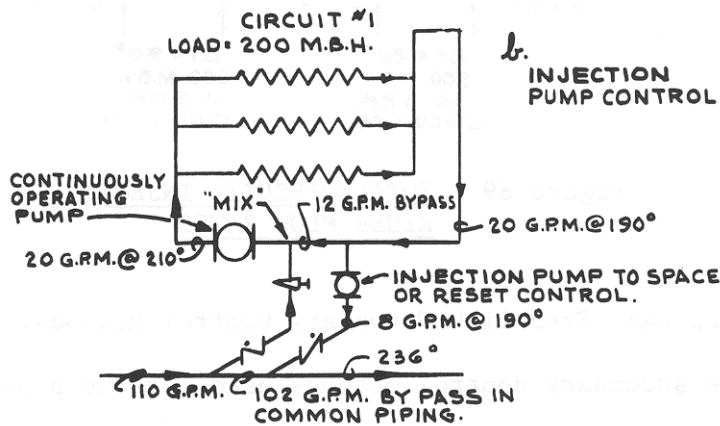 CIRCUIT #1
LOAD= 200 M.B.H.
b.
INJECTION
PUMP CONTROL
CONTINUOUSLY
OPERATING
PUMP
"MIX"
12 G.P.M. BYPASS
20 G.P.M.@ 190°
20 G.P.M.@ 210°
INJECTION PUMP TO SPACE
OR RESET CONTROL.
8 G.P.M.@ 190°
236°
110 G.P.M.
102 G.P.M. BY PASS IN
COMMON PIPING.